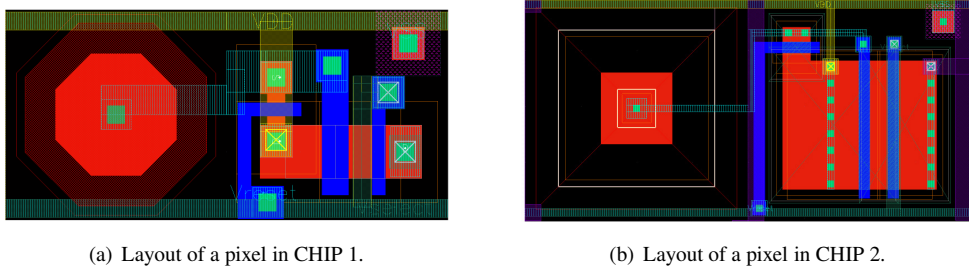 VDD
VDD
(a) Layout of a pixel in CHIP 1.
(b) Layout of a pixel in CHIP 2.